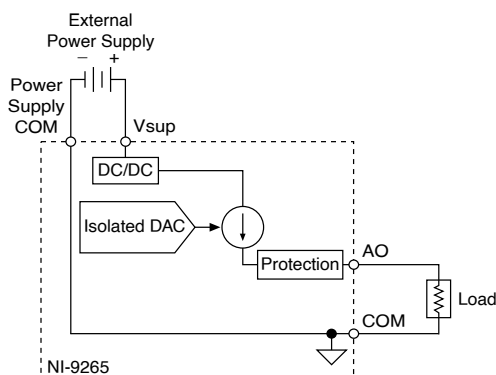 External
Power Supply
− +
Power
Supply
COM
Vsup
DC/DC
Isolated DAC
Protection
AO
Load
COM
NI-9265